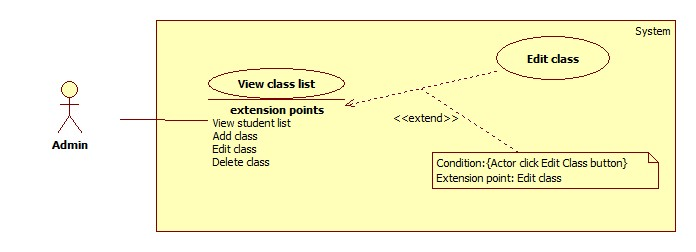 System
Edit class
View class list
extension points
View student list
Add class
Edit class
Delete class
<<extend>>
Admin
Condition:{Actor click Edit Class button}
Extension point: Edit class